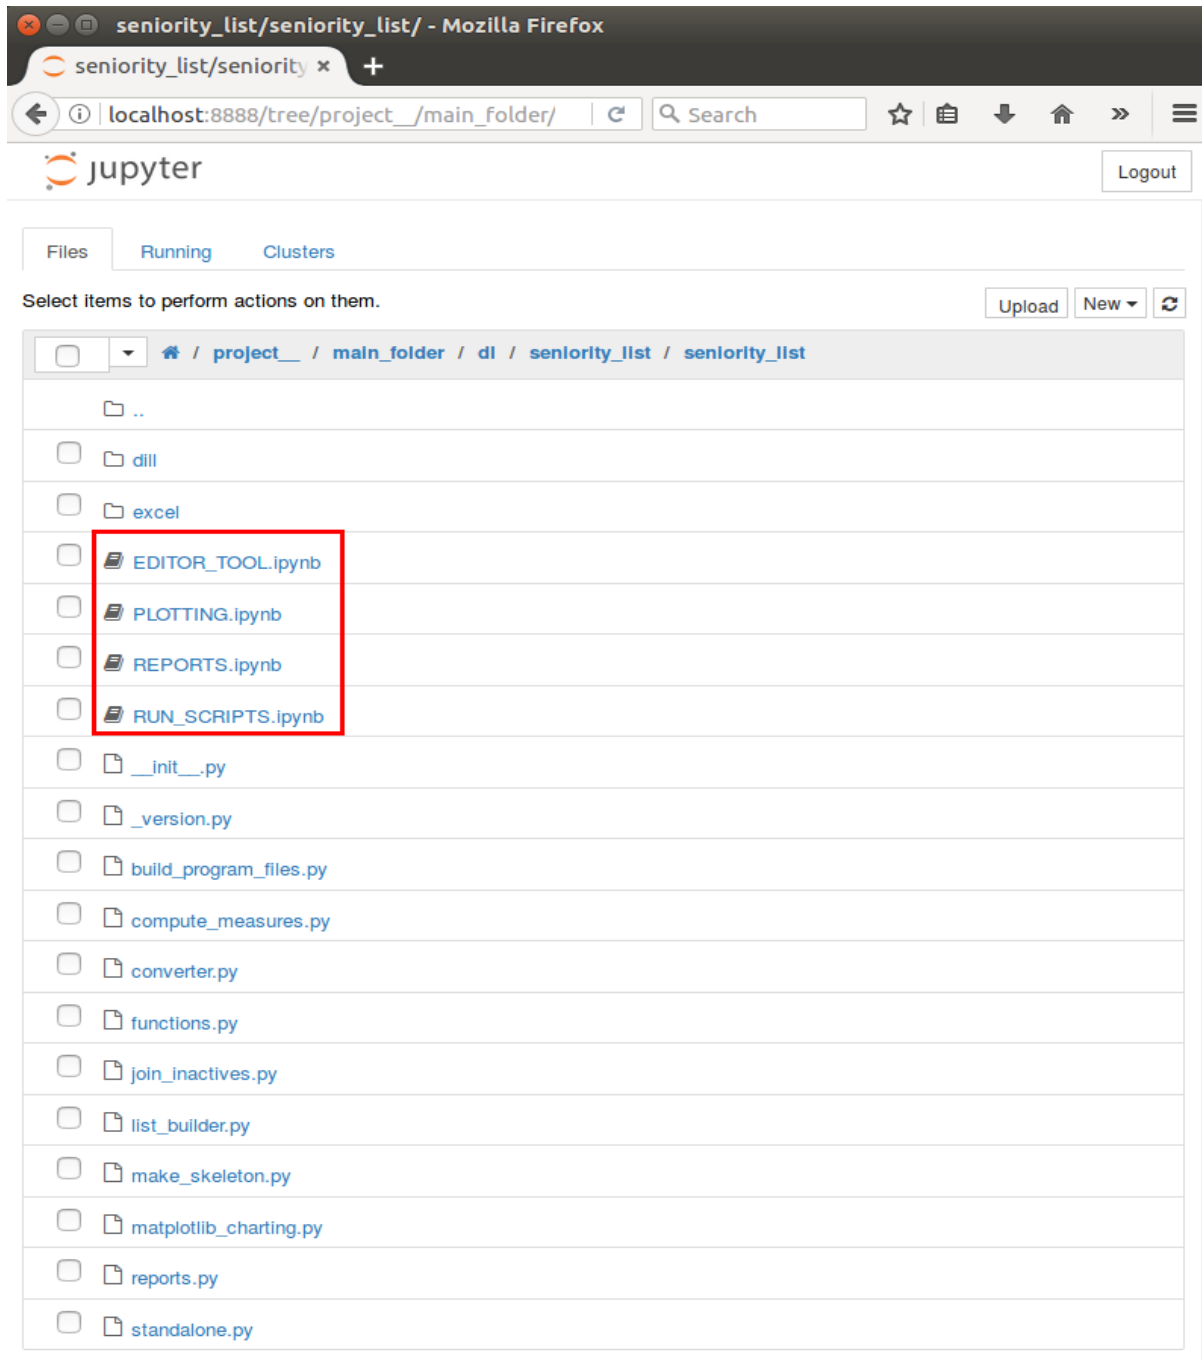 seniority_list/seniority_list/ - Mozilla Firefox
seniority_list/seniority
localhost:8888/tree/project__/main_folder/
Search
jupyter
Logout
Files Running Clusters
Select items to perform actions on them.
Upload New
/ project__ / main_folder / dl / seniority_list / seniority_list
..
dill
excel
EDITOR_TOOL.ipynb
PLOTTING.ipynb
REPORTS.ipynb
RUN_SCRIPTS.ipynb
__init__.py
_version.py
build_program_files.py
compute_measures.py
converter.py
functions.py
join_inactives.py
list_builder.py
make_skeleton.py
matplotlib_charting.py
reports.py
standalone.py